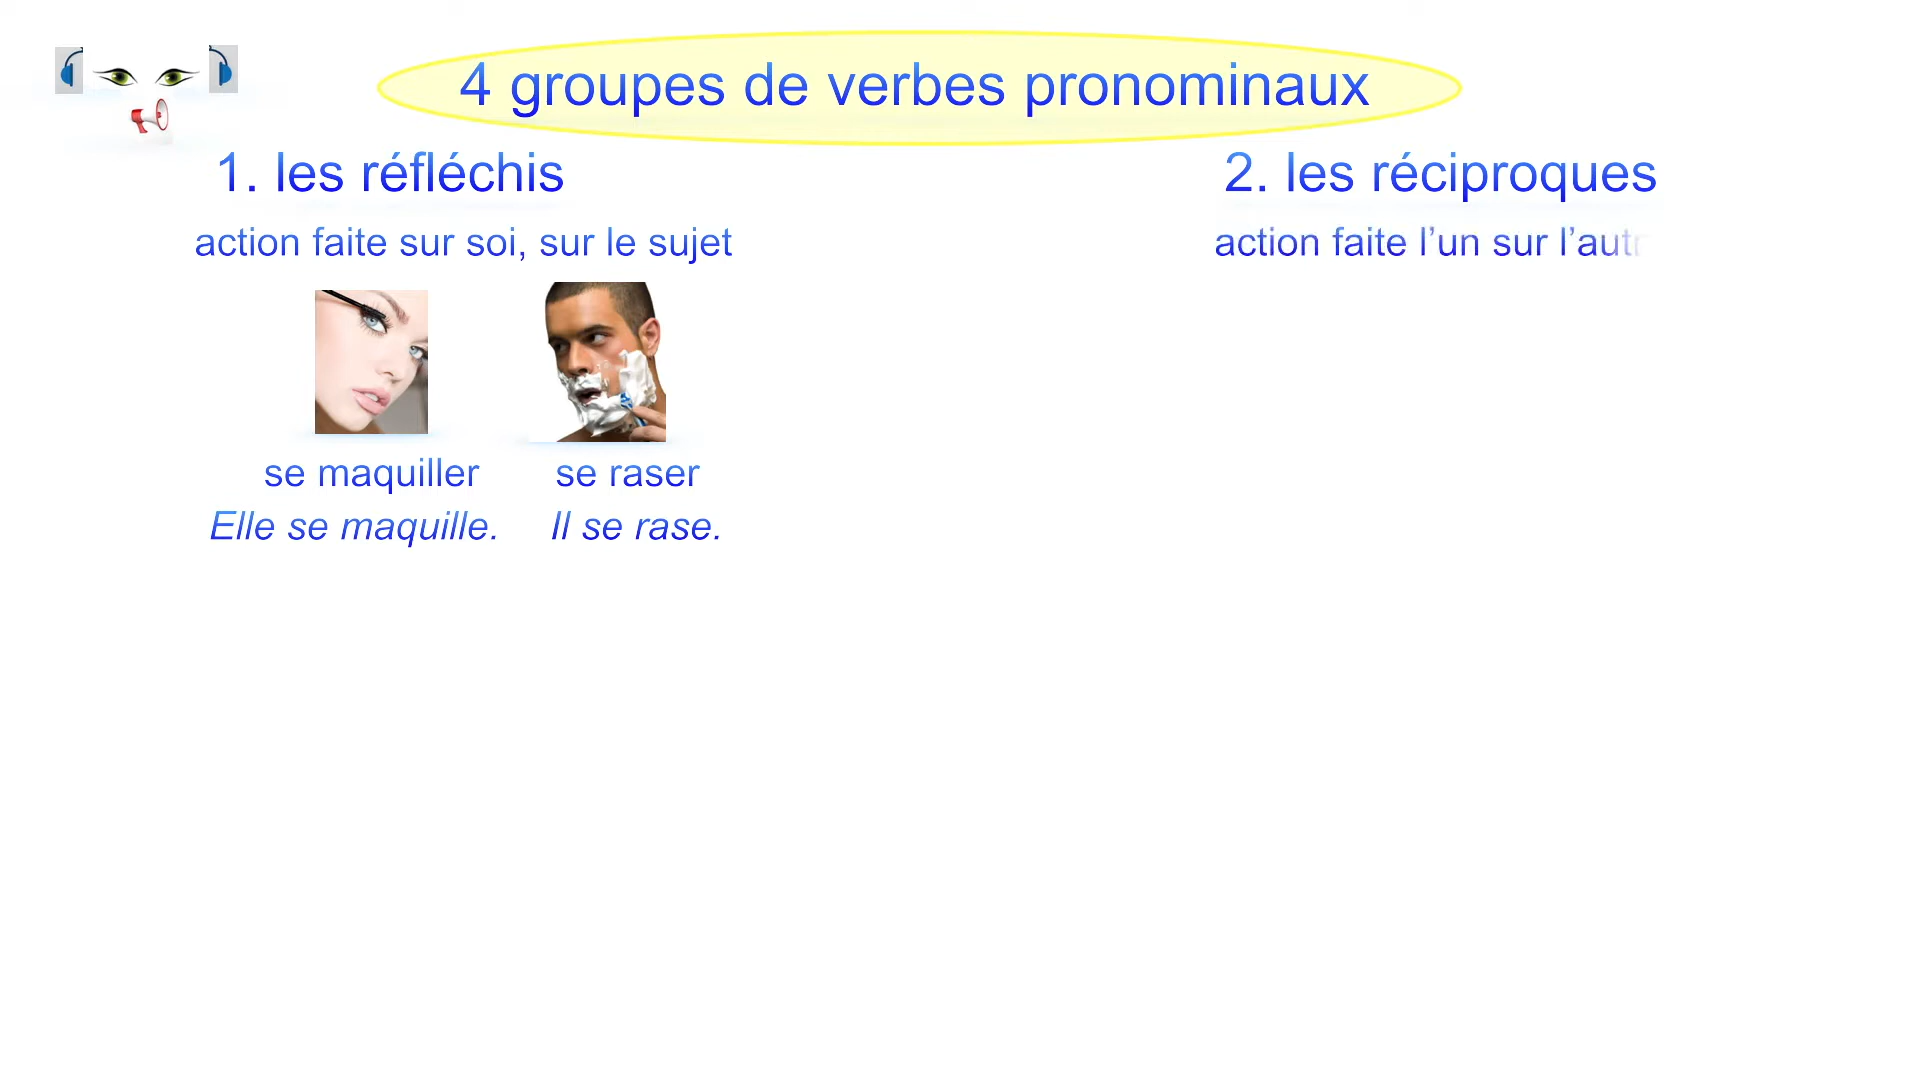 4 groupes de verbes pronominaux
1. les réfléchis
action faite sur soi, sur le sujet
se maquiller
Elle se maquille.
se raser
Il se rase.
2. les réciproques
action faite l’un sur